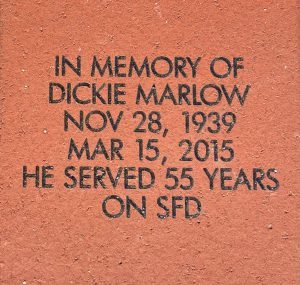 IN MEMORY OF
DICKIE MARLOW
NOV 28, 1939
MAR 15, 2015
HE SERVED 55 YEARS
ON SFD